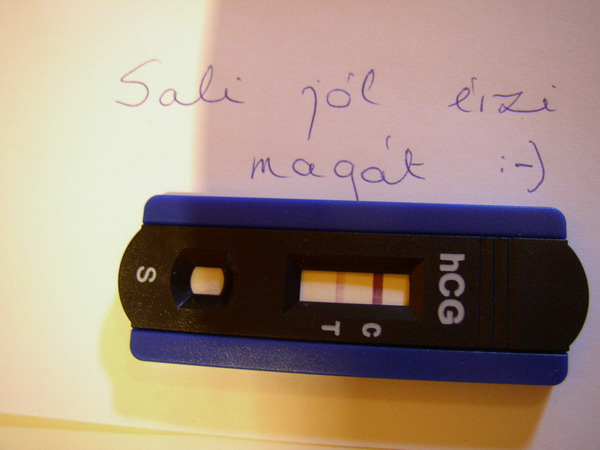 Sali jól érzi
magát :-)
hCG
C
T
S